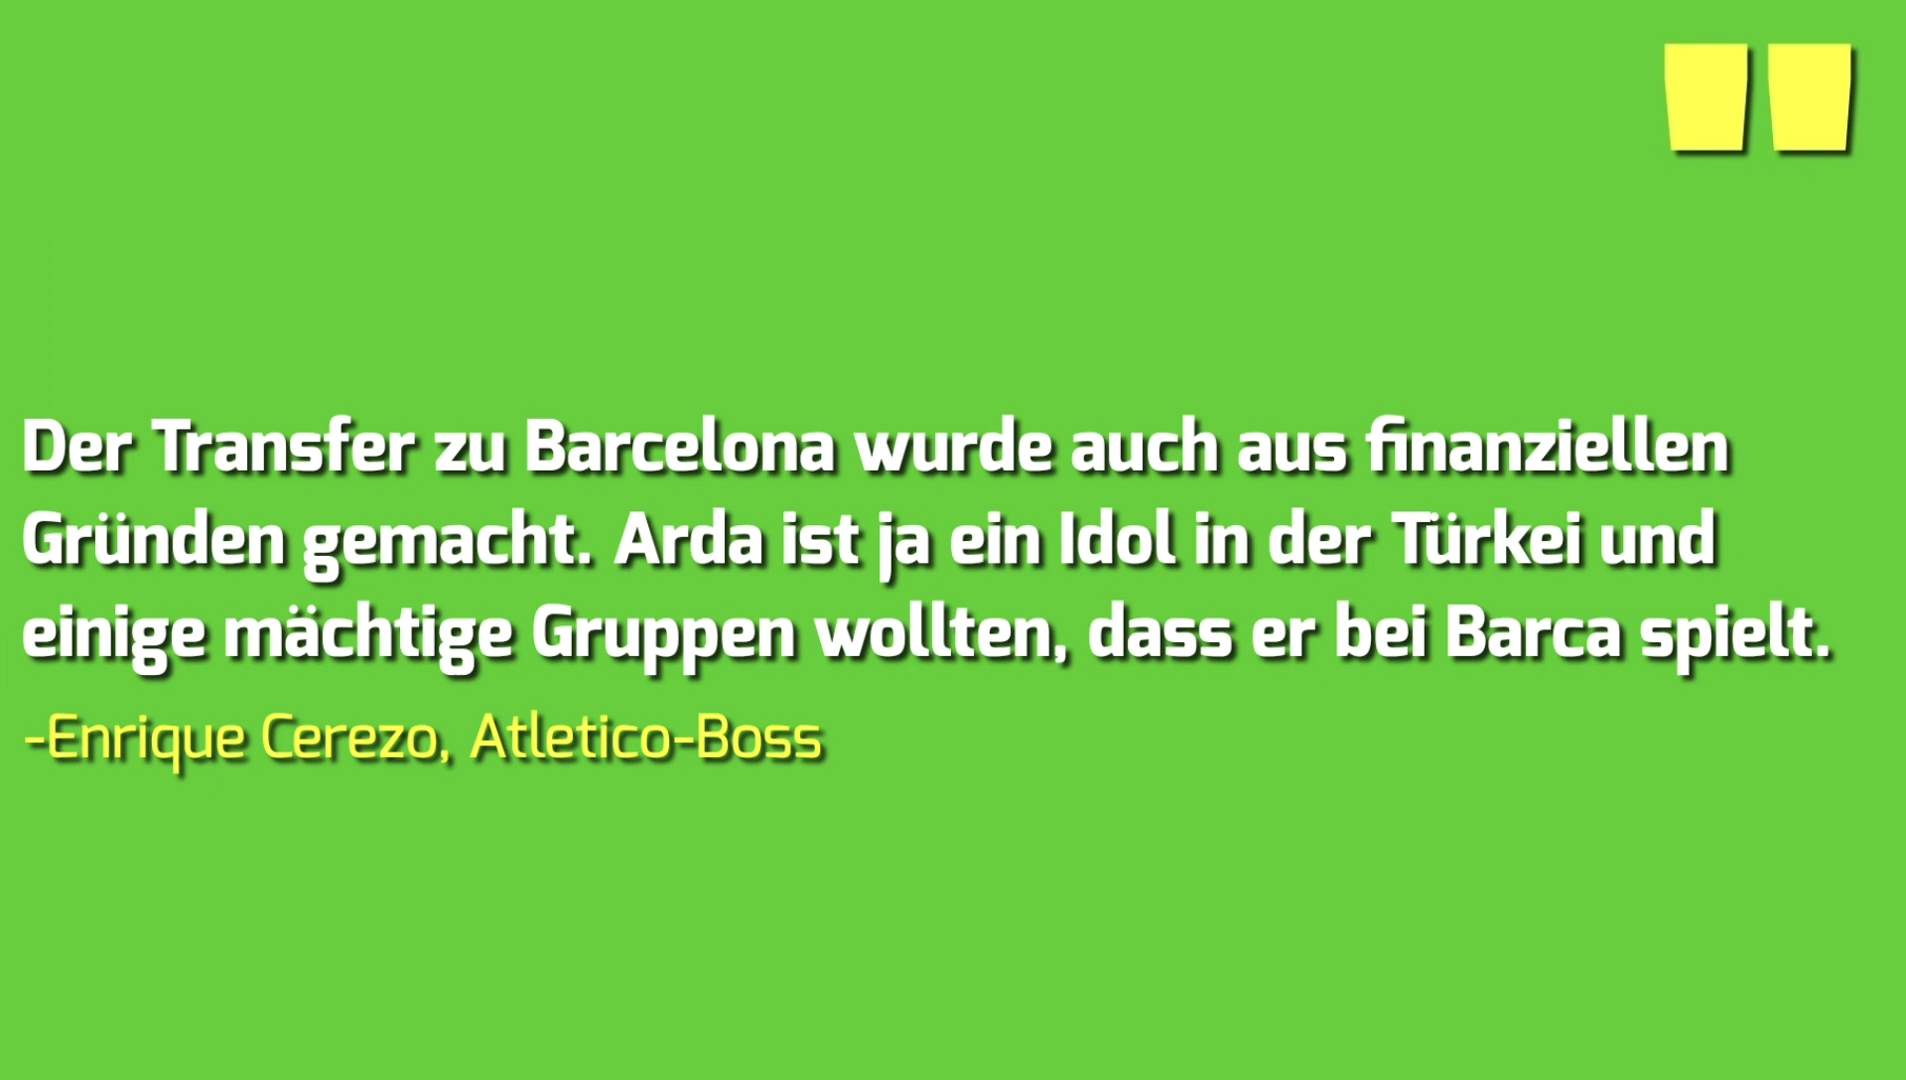 "
Der Transfer zu Barcelona wurde auch aus finanziellen
Gründen gemacht. Arda ist ja ein Idol in der Türkei und
einige mächtige Gruppen wollten, dass er bei Barca spielt.
-Enrique Cerezo, Atletico-Boss